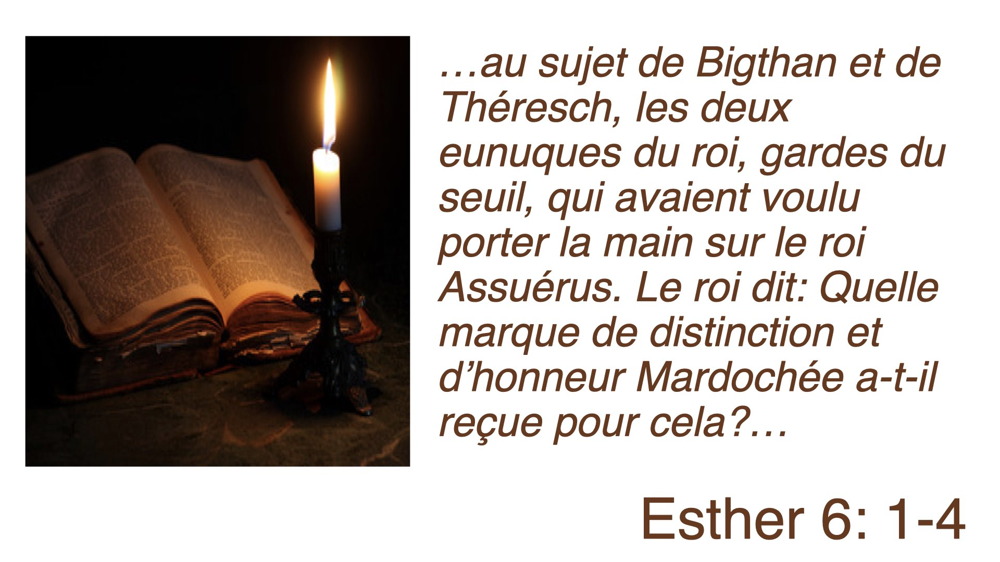 …au sujet de Bigthan et de
Théresch, les deux
eunuques du roi, gardes du
seuil, qui avaient voulu
porter la main sur le roi
Assuérus. Le roi dit: Quelle
marque de distinction et
d’honneur Mardochée a-t-il
reçue pour cela?…
Esther 6: 1-4